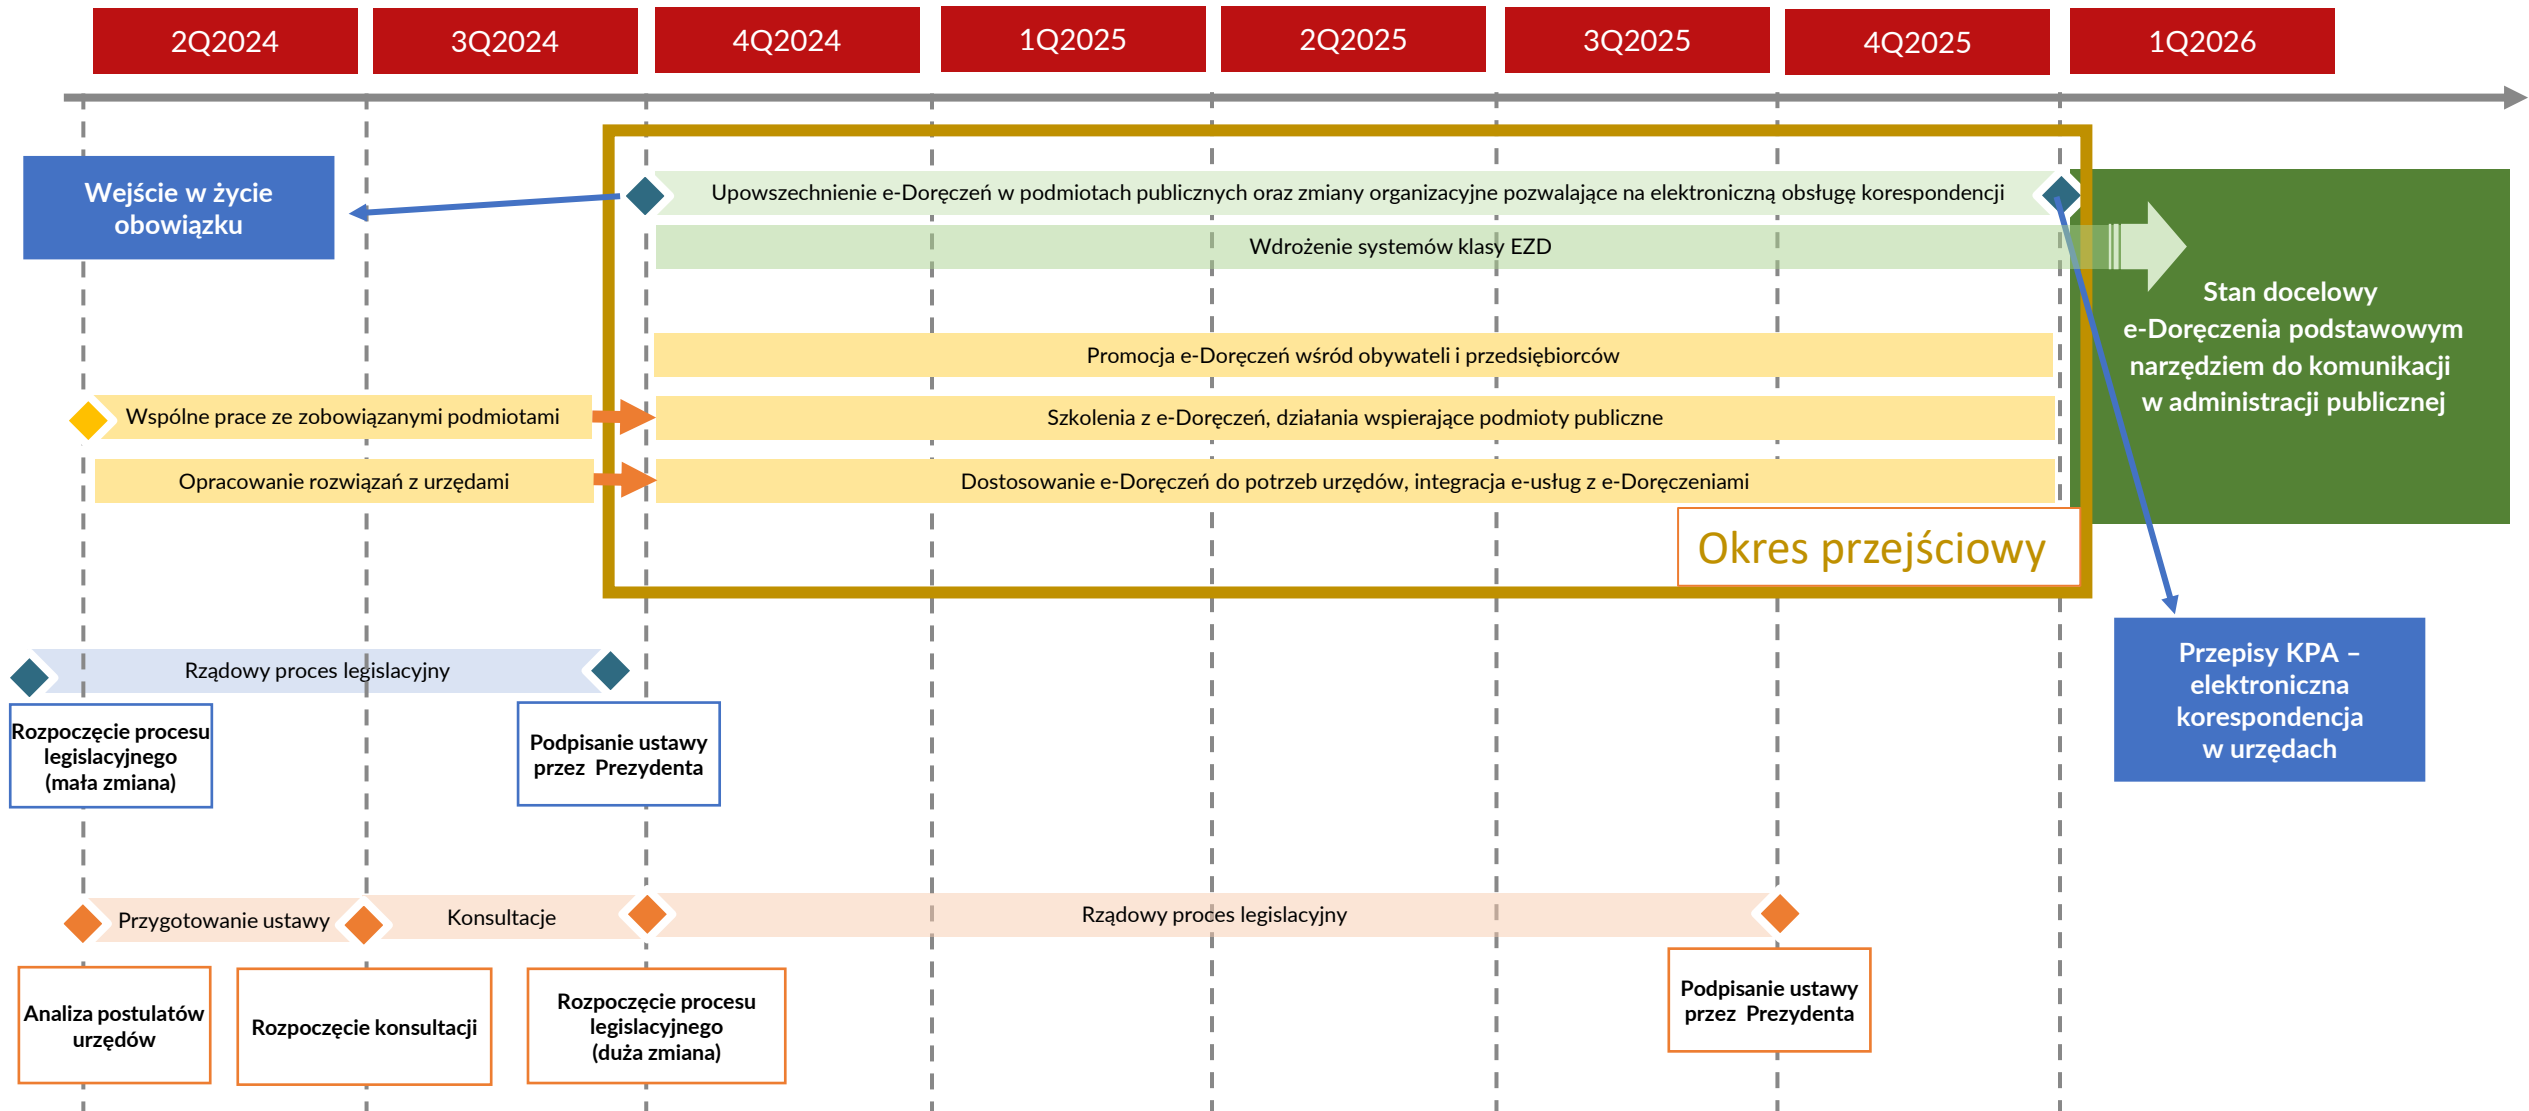 2Q2024
3Q2024
4Q2024
1Q2025
2Q2025
3Q2025
4Q2025
1Q2026
Wejście w życie
obowiązku
Upowszechnienie e-Doręczeń w podmiotach publicznych oraz zmiany organizacyjne pozwalające na elektroniczną obsługę korespondencji
Wdrożenie systemów klasy EZD
Stan docelowy
e-Doręczenia podstawowym
narzędziem do komunikacji
w administracji publicznej
Promocja e-Doręczeń wśród obywateli i przedsiębiorców
Wspólne prace ze zobowiązanymi podmiotami
Szkolenia z e-Doręczeń, działania wspierające podmioty publiczne
Opracowanie rozwiązań z urzędami
Dostosowanie e-Doręczeń do potrzeb urzędów, integracja e-usług z e-Doręczeniami
Okres przejściowy
Przepisy KPA –
elektroniczna
korespondencja
w urzędach
Rządowy proces legislacyjny
Rozpoczęcie procesu
legislacyjnego
(mała zmiana)
Podpisanie ustawy
przez Prezydenta
Przygotowanie ustawy
Konsultacje
Rządowy proces legislacyjny
Analiza postulatów
urzędów
Rozpoczęcie konsultacji
Rozpoczęcie procesu
legislacyjnego
(duża zmiana)
Podpisanie ustawy
przez Prezydenta